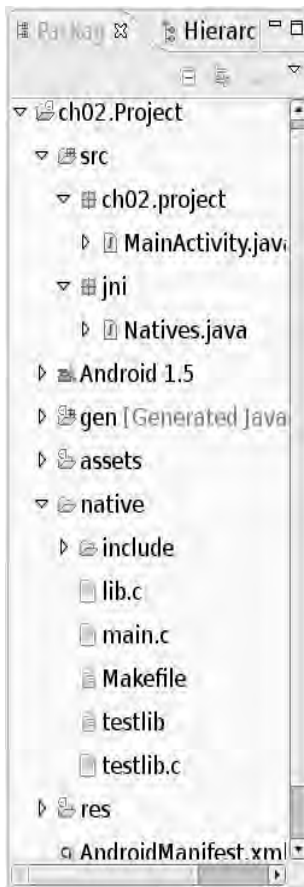 Hierarc
ch02.Project
src
ch02.project
MainActivity.java
jni
Natives.java
Android 1.5
gen [Generated Java
assets
native
include
lib.c
main.c
Makefile
testlib
testlib.c
res
AndroidManifest.xml